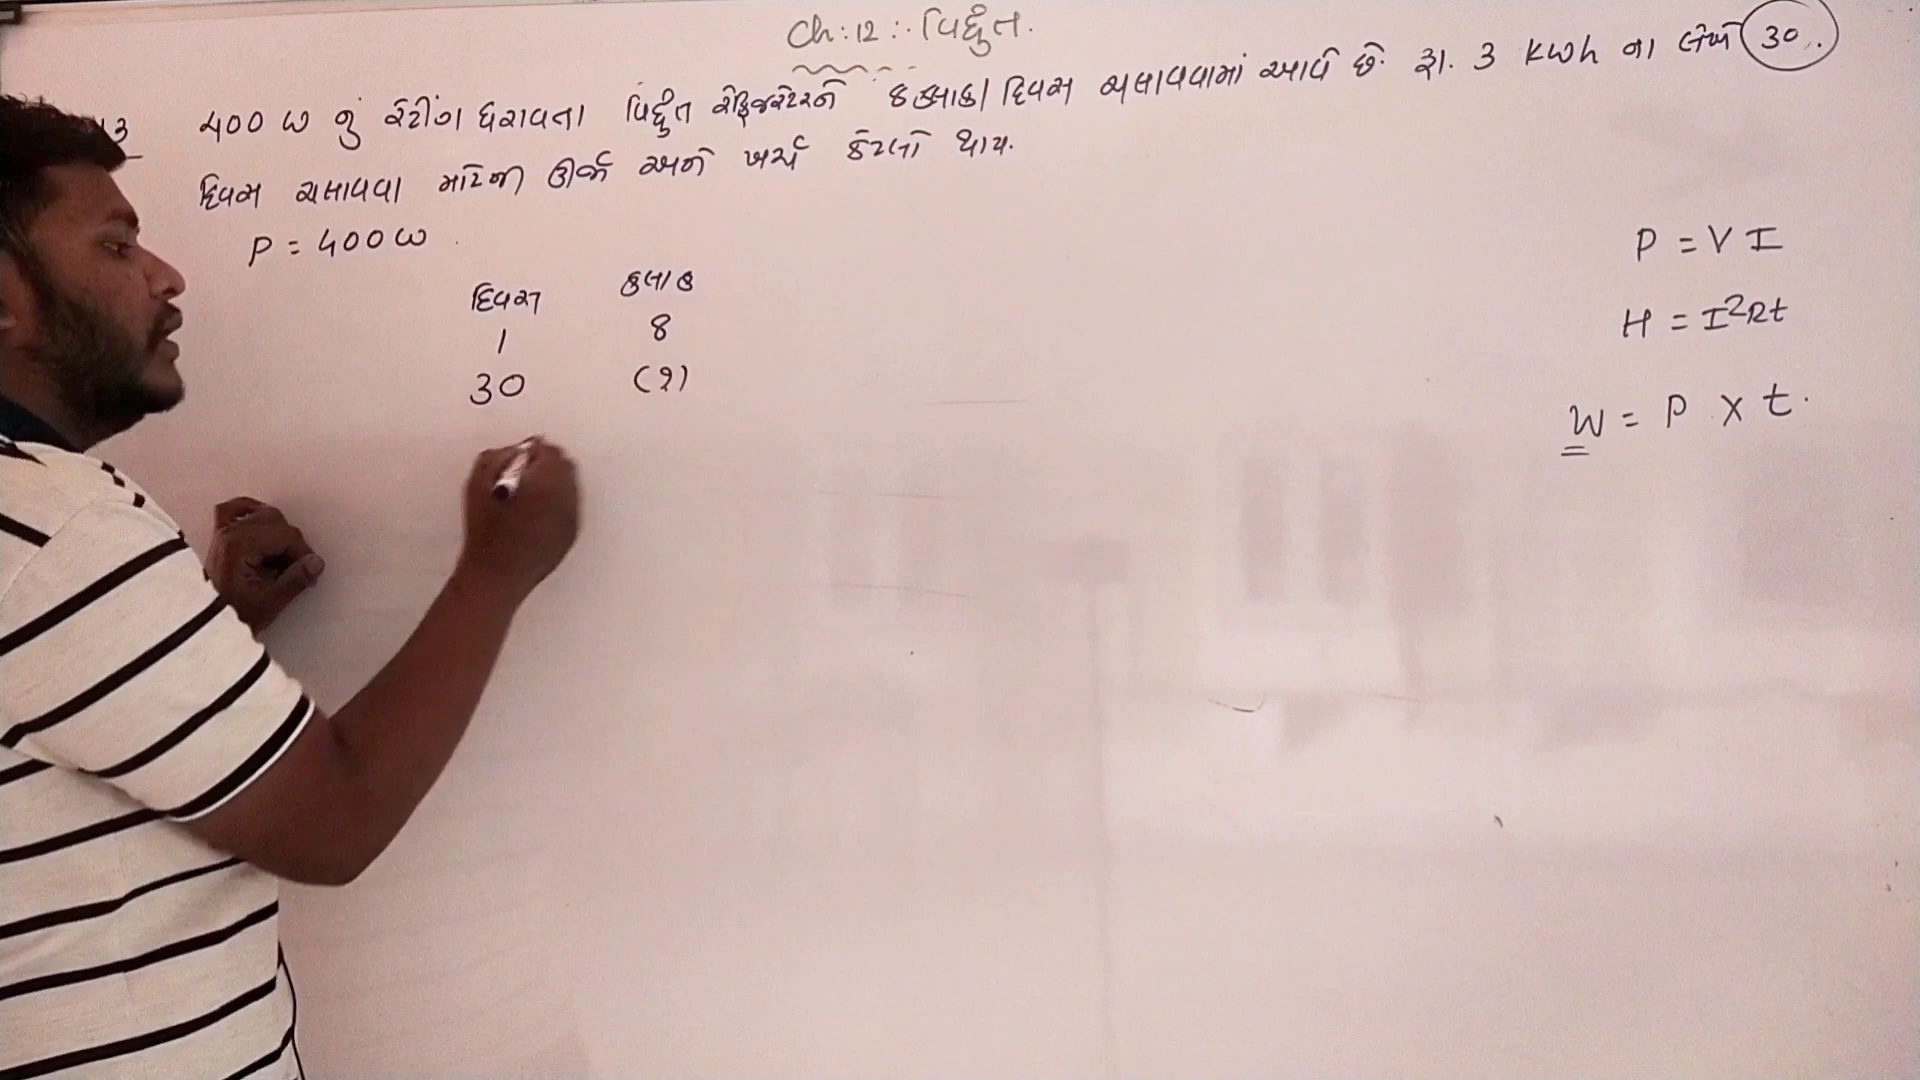 Ch : 12 :. વિદ્યુત.
400 W નું રેટીંગ ધરાવતા વિદ્યુત રેફ્રિજરેટરને 8 કલાક / દિવસ ચલાવવામાં આવે છે. રૂા. 3 kWh ના લેખે 30.
13
દિવસ ચલાવવા માટેની ઊર્જા અને ખર્ચ કેટલો થાય.
P = 400 W
દિવસ કલાક
1 8
30 (?)
P = V I
H = I²Rt
W = P x t.